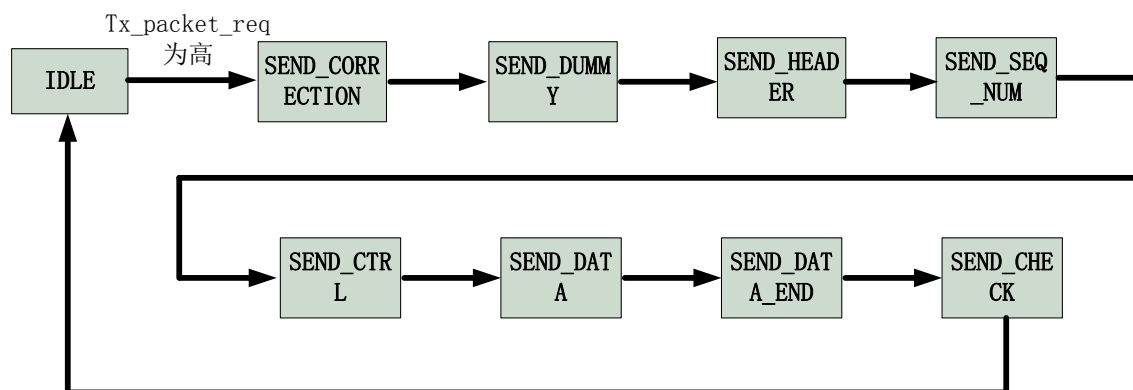 Tx_packet_req
为高
IDLE
SEND_CORR
ECTION
SEND_DUMM
Y
SEND_HEAD
ER
SEND_SEQ
_NUM
SEND_CTR
L
SEND_DAT
A
SEND_DAT
A_END
SEND_CHE
CK